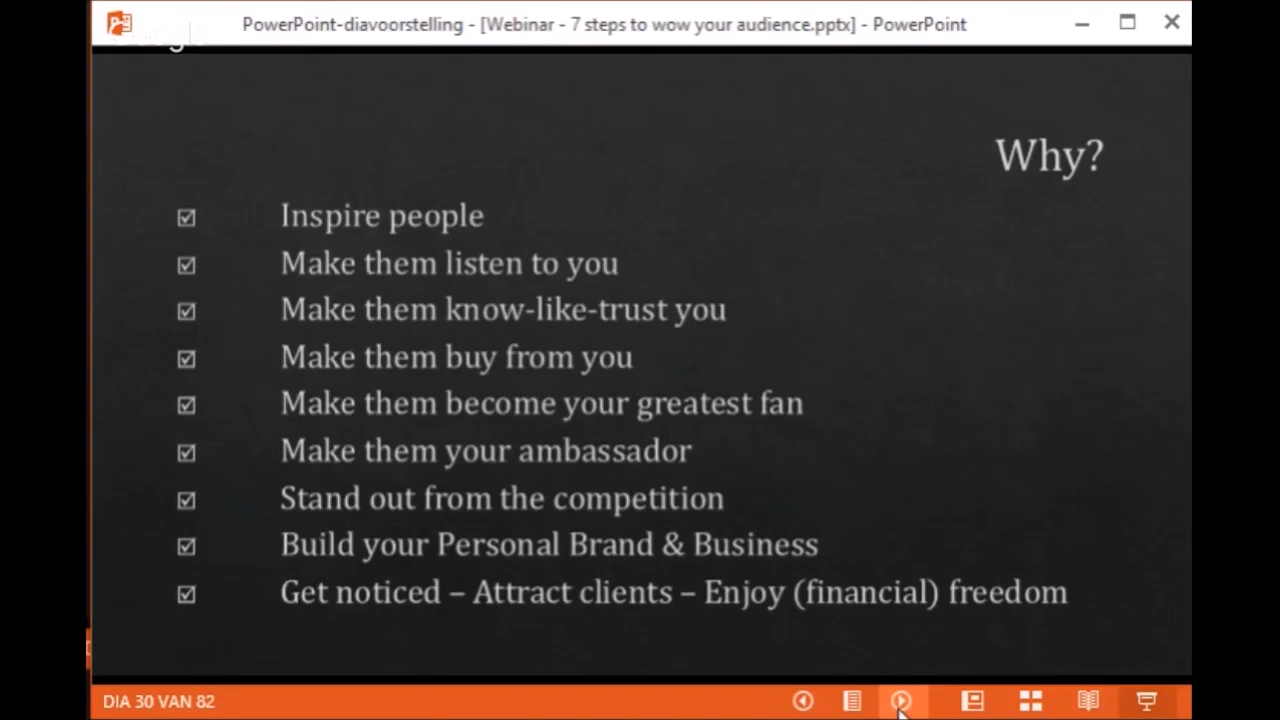 PowerPoint-diavoorstelling - [Webinar - 7 steps to wow your audience.pptx] - PowerPoint
Why?
Inspire people
Make them listen to you
Make them know-like-trust you
Make them buy from you
Make them become your greatest fan
Make them your ambassador
Stand out from the competition
Build your Personal Brand & Business
Get noticed – Attract clients – Enjoy (financial) freedom
DIA 30 VAN 82